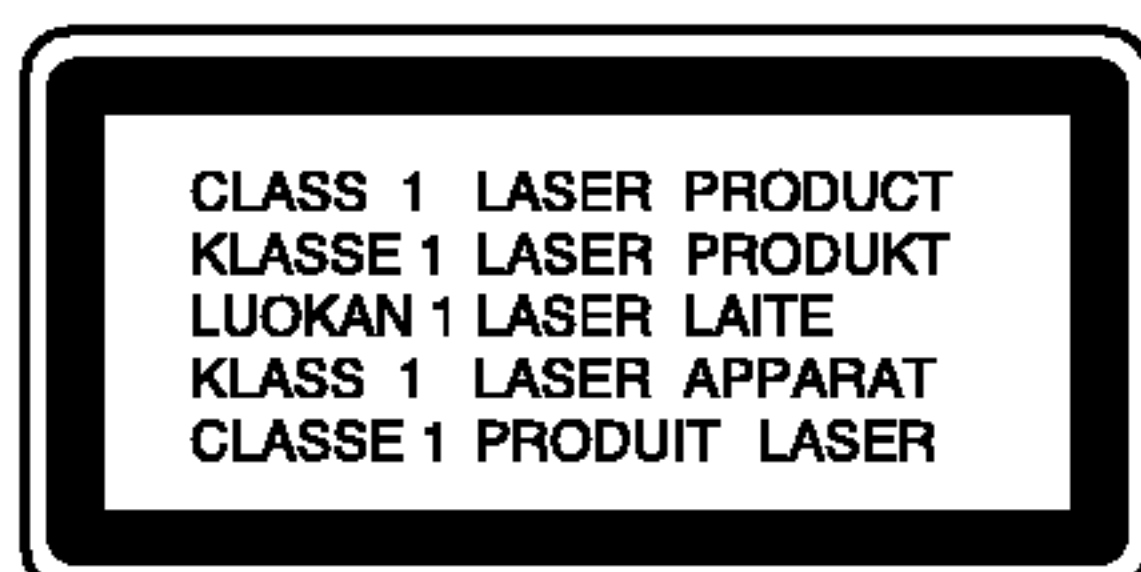 CLASS 1 LASER PRODUCT
KLASSE 1 LASER PRODUKT
LUOKAN 1 LASER LAITE
KLASS 1 LASER APPARAT
CLASSE 1 PRODUIT LASER